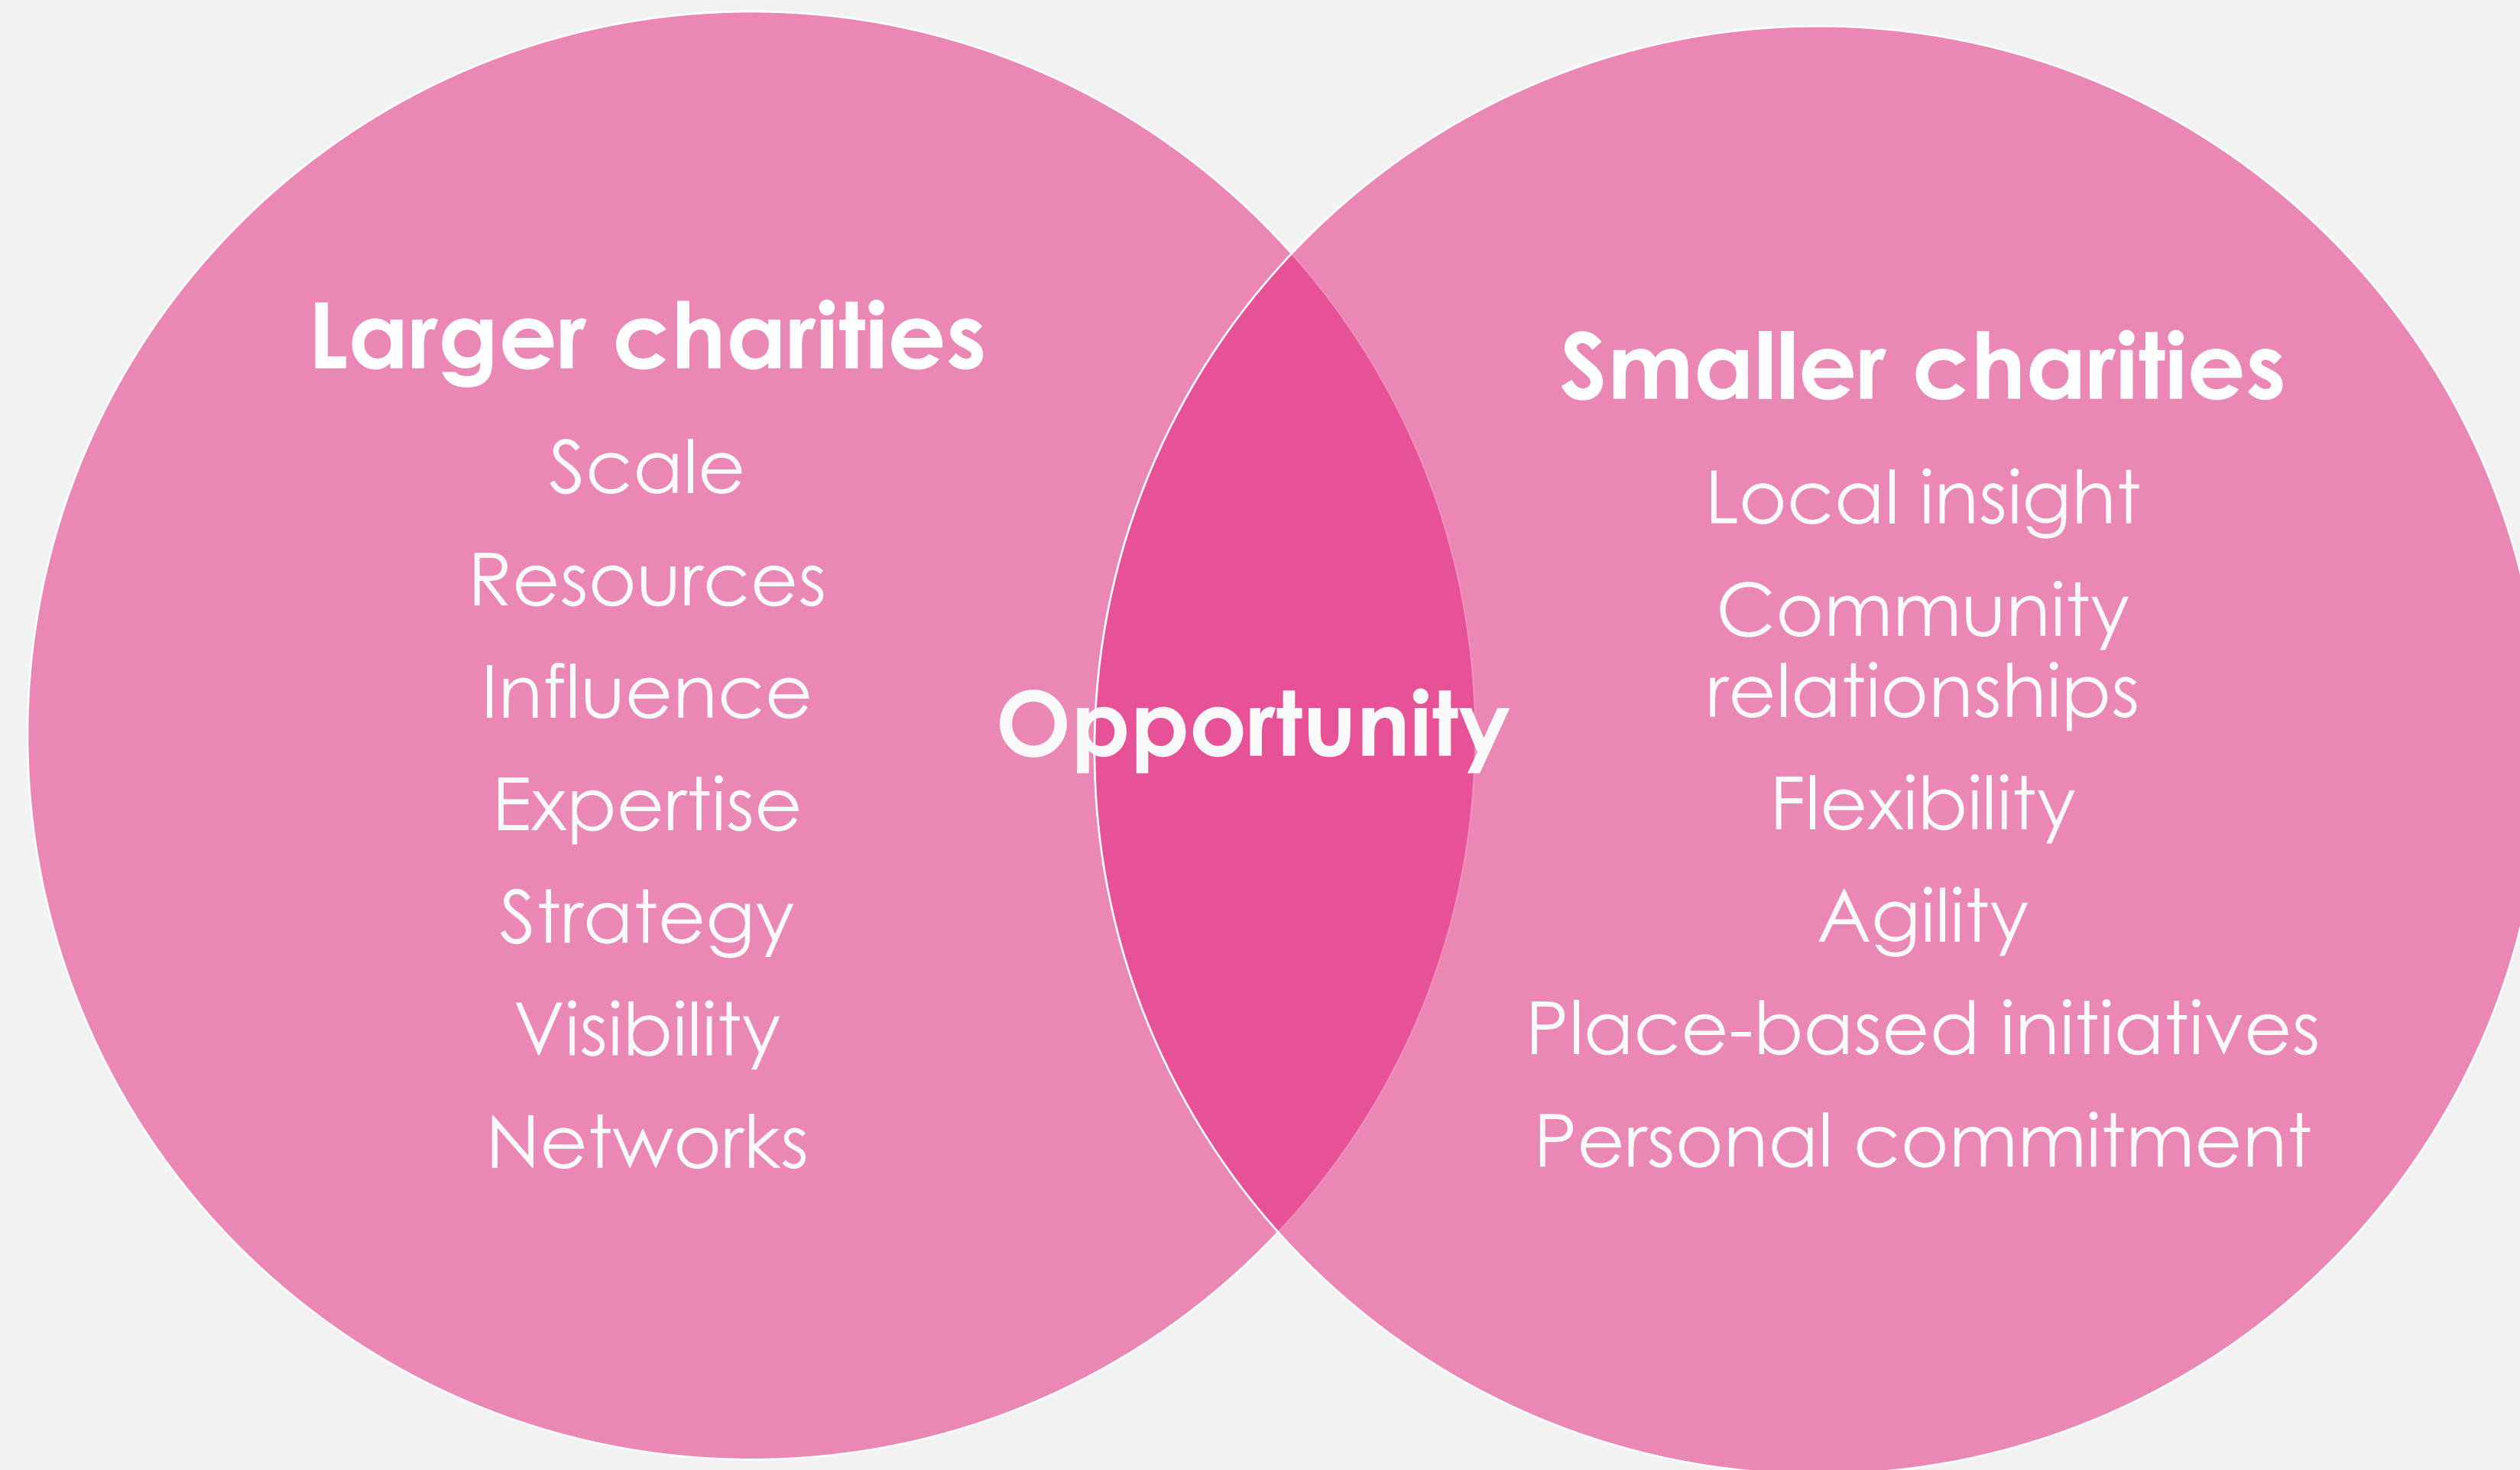 Larger charities
Scale
Resources
Influence
Expertise
Strategy
Visibility
Networks
Opportunity
Smaller charities
Local insight
Community
relationships
Flexibility
Agility
Place-based initiatives
Personal commitment